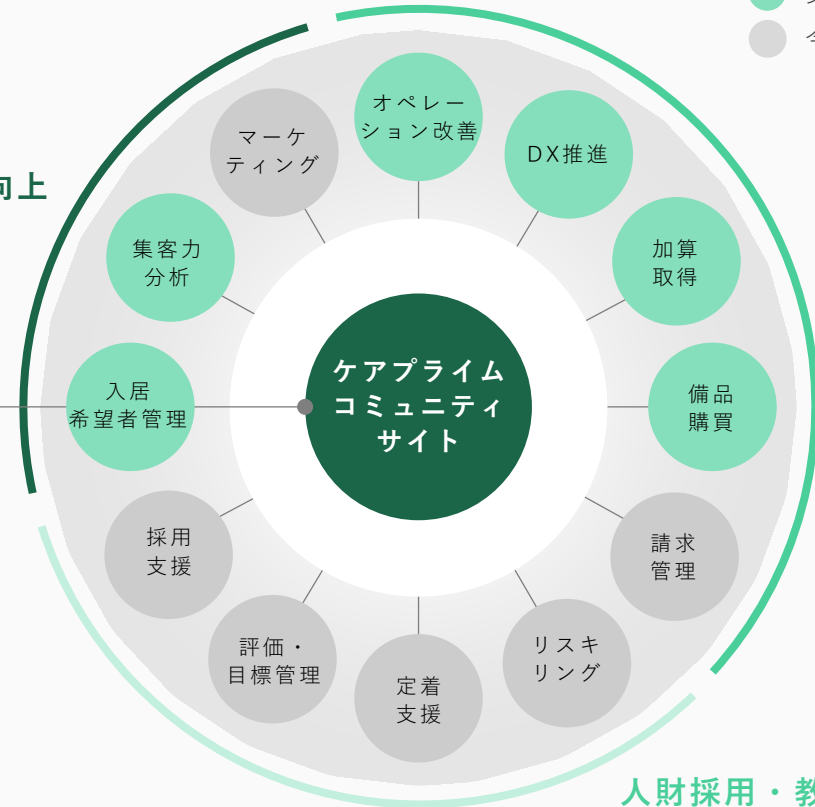 向上
オペレー
ション改善
DX推進
加算
取得
備品
購買
請求
管理
リスキ
リング
定着
支援
評価・
目標管理
採用
支援
入居
希望者管理
集客力
分析
マーケ
ティング
ケアプライム
コミュニティ
サイト
人財採用・教